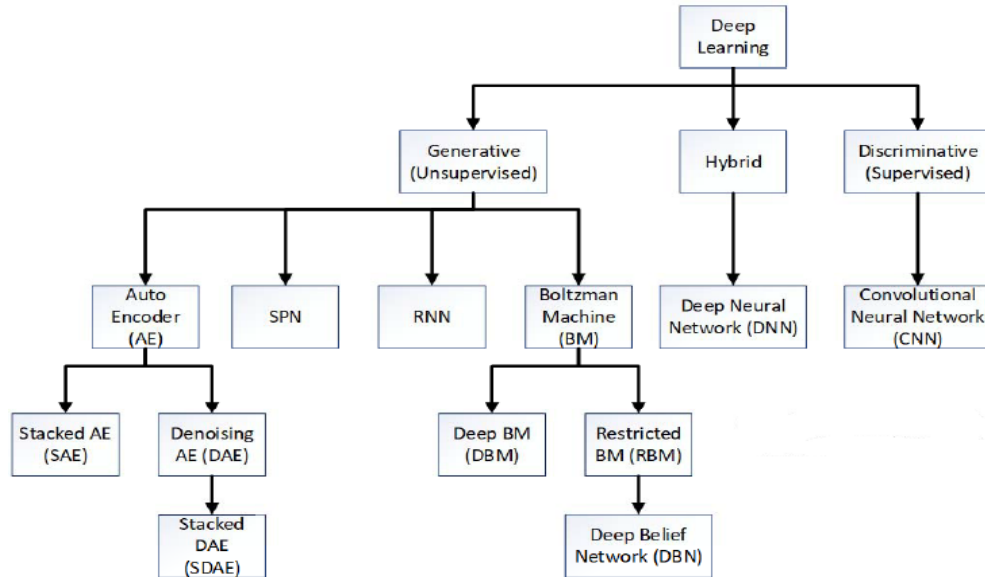 Deep
Learning
Generative
(Unsupervised)
Hybrid
Discriminative
(Supervised)
Auto
Encoder
(AE)
SPN
RNN
Boltzman
Machine
(BM)
Deep Neural
Network (DNN)
Convolutional
Neural Network
(CNN)
Stacked AE
(SAE)
Denoising
AE (DAE)
Deep BM
(DBM)
Restricted
BM (RBM)
Stacked
DAE
(SDAE)
Deep Belief
Network (DBN)